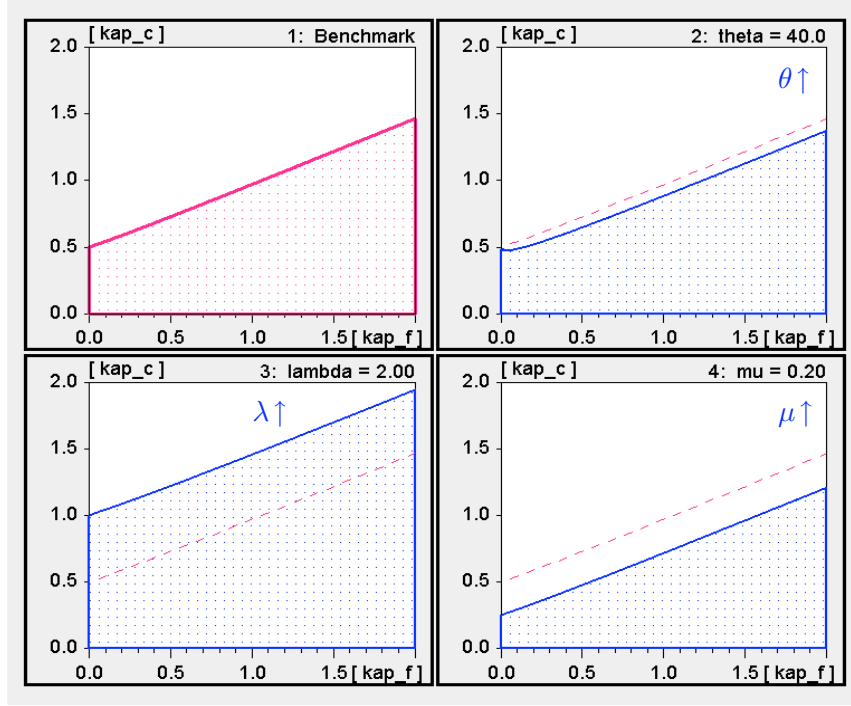 [ kap_c ] 1: Benchmark
2.0
1.5
1.0
0.5
0.0
0.0 0.5 1.0 1.5 [ kap_f ]
[ kap_c ] 2: theta = 40.0
2.0
θ↑
1.5
1.0
0.5
0.0
0.0 0.5 1.0 1.5 [ kap_f ]
[ kap_c ] 3: lambda = 2.00
2.0
λ↑
1.5
1.0
0.5
0.0
0.0 0.5 1.0 1.5 [ kap_f ]
[ kap_c ] 4: mu = 0.20
2.0
μ↑
1.5
1.0
0.5
0.0
0.0 0.5 1.0 1.5 [ kap_f ]